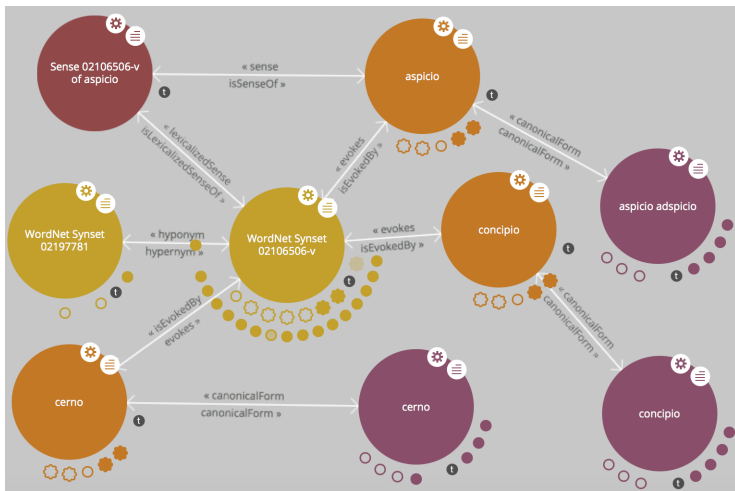 Sense 02106506-v
of aspicio
« sense
isSenseOf »
aspicio
t
t
« lexicalizedSense
isLexicalizedSenseOf »
« evokes
isEvokedBy »
« canonicalForm
canonicalForm »
aspicio adspicio
t
WordNet Synset
02197781
t
« hyponym
hypernym »
WordNet Synset
02106506-v
t
« evokes
isEvokedBy »
concipio
t
« isEvokedBy
evokes »
« canonicalForm
canonicalForm »
cerno
t
« canonicalForm
canonicalForm »
cerno
t
concipio
t